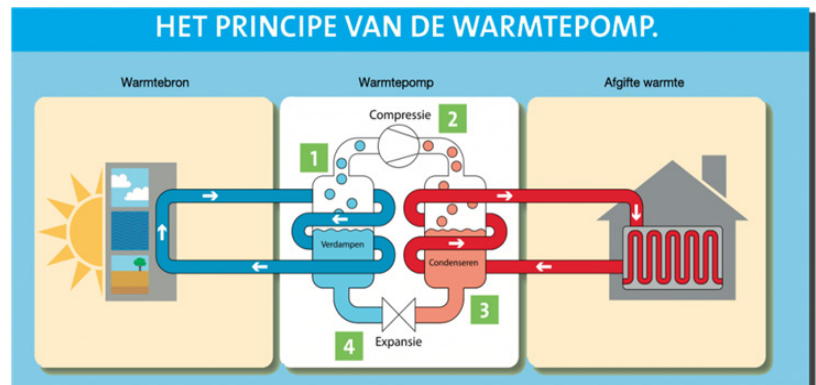 HET PRINCIPE VAN DE WARMTEPOMP.
Warmtebron
Warmtepomp
Afgifte warmte
Compressie
2
1
Verdampen
Condenseren
3
4
Expansie